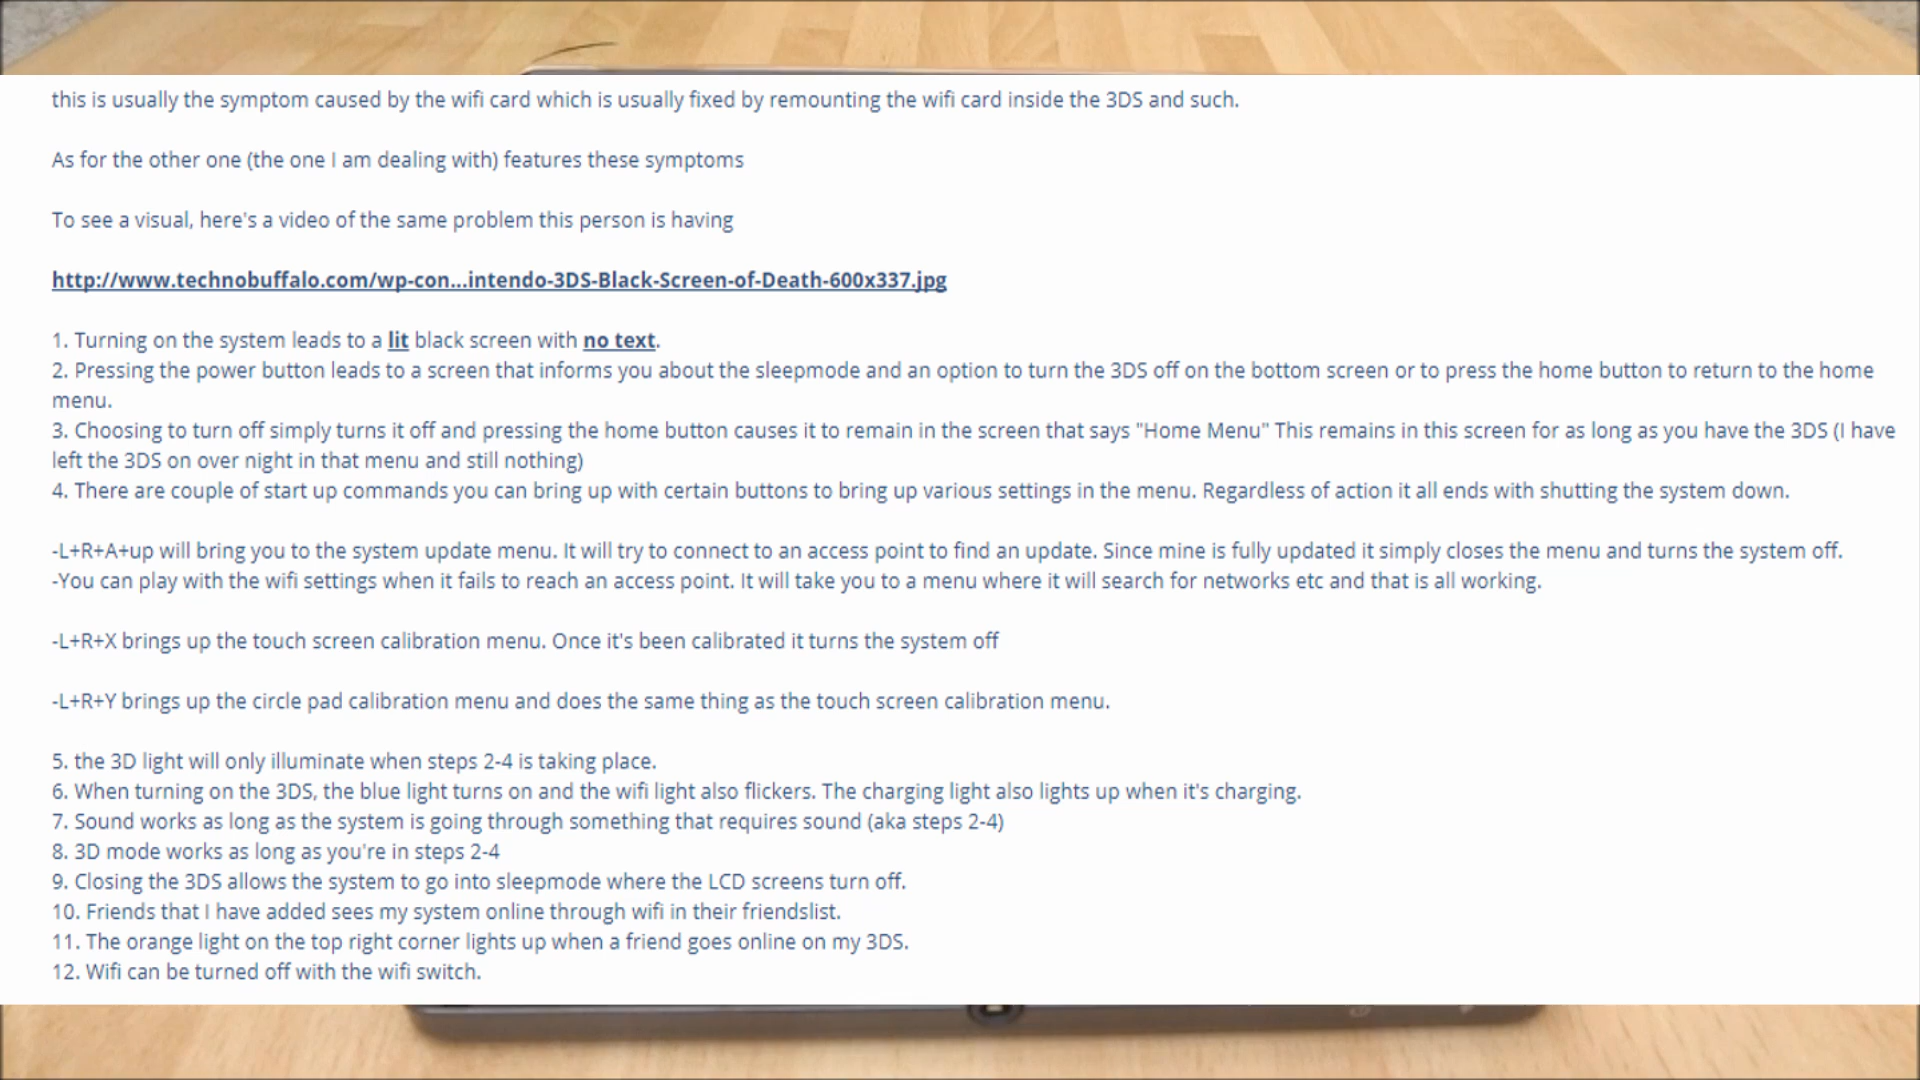 this is usually the symptom caused by the wifi card which is usually fixed by remounting the wifi card inside the 3DS and such.
As for the other one (the one I am dealing with) features these symptoms
To see a visual, here's a video of the same problem this person is having
http://www.technobuffalo.com/wp-con...intendo-3DS-Black-Screen-of-Death-600x337.jpg
1. Turning on the system leads to a lit black screen with no text.
2. Pressing the power button leads to a screen that informs you about the sleepmode and an option to turn the 3DS off on the bottom screen or to press the home button to return to the home
menu.
3. Choosing to turn off simply turns it off and pressing the home button causes it to remain in the screen that says "Home Menu" This remains in this screen for as long as you have the 3DS (I have
left the 3DS on over night in that menu and still nothing)
4. There are couple of start up commands you can bring up with certain buttons to bring up various settings in the menu. Regardless of action it all ends with shutting the system down.
-L+R+A+up will bring you to the system update menu. It will try to connect to an access point to find an update. Since mine is fully updated it simply closes the menu and turns the system off.
-You can play with the wifi settings when it fails to reach an access point. It will take you to a menu where it will search for networks etc and that is all working.
-L+R+X brings up the touch screen calibration menu. Once it's been calibrated it turns the system off
-L+R+Y brings up the circle pad calibration menu and does the same thing as the touch screen calibration menu.
5. the 3D light will only illuminate when steps 2-4 is taking place.
6. When turning on the 3DS, the blue light turns on and the wifi light also flickers. The charging light also lights up when it's charging.
7. Sound works as long as the system is going through something that requires sound (aka steps 2-4)
8. 3D mode works as long as you're in steps 2-4
9. Closing the 3DS allows the system to go into sleepmode where the LCD screens turn off.
10. Friends that I have added sees my system online through wifi in their friendslist.
11. The orange light on the top right corner lights up when a friend goes online on my 3DS.
12. Wifi can be turned off with the wifi switch.